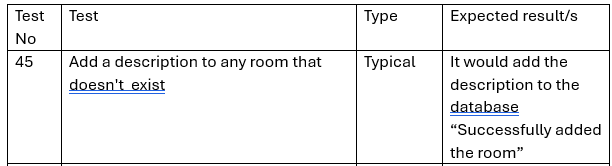 Test No
Test
Type
Expected result/s
45
Add a description to any room that
doesn't  exist
Typical
It would add the
description to the
database
“Successfully added
the room”